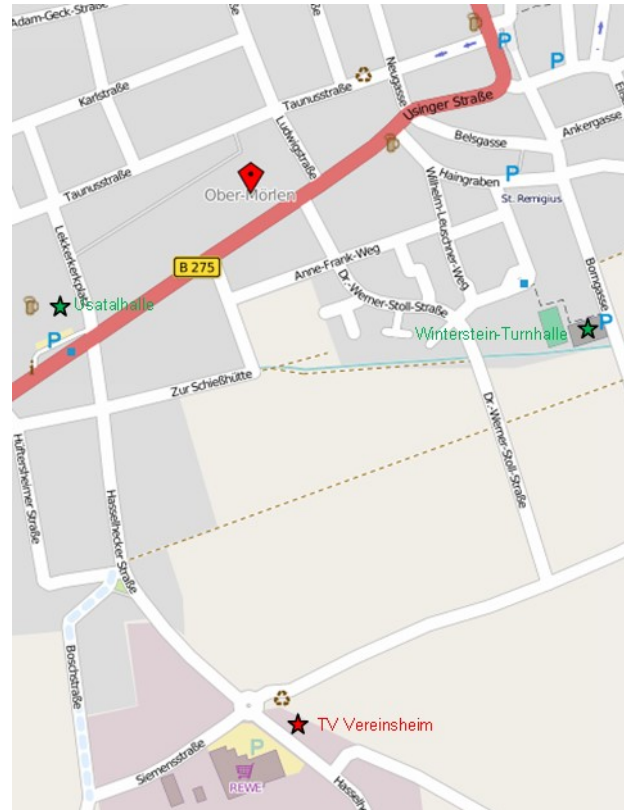 Adam-Geck-Straße
P
Karlstraße
Taunusstraße
Neugasse
Usinger Straße
P
Belsgasse
Ankergasse
Ludwigstraße
Ober-Mörlen
Haingraben
P
St. Remigius
Taunusstraße
Wilhelm-Leuschner-Weg
Lekkerkerkplatz
B 275
Anne-Frank-Weg
Borngasse
Usatalhalle
Dr.-Werner-Stoll-Straße
P
P
Winterstein-Turnhalle
i
Zur Schießhütte
Dr.-Werner-Stoll-Straße
Hüftersheimer Straße
Hasselhecker Straße
Boschstraße
TV Vereinsheim
P
Siemensstraße
REWE